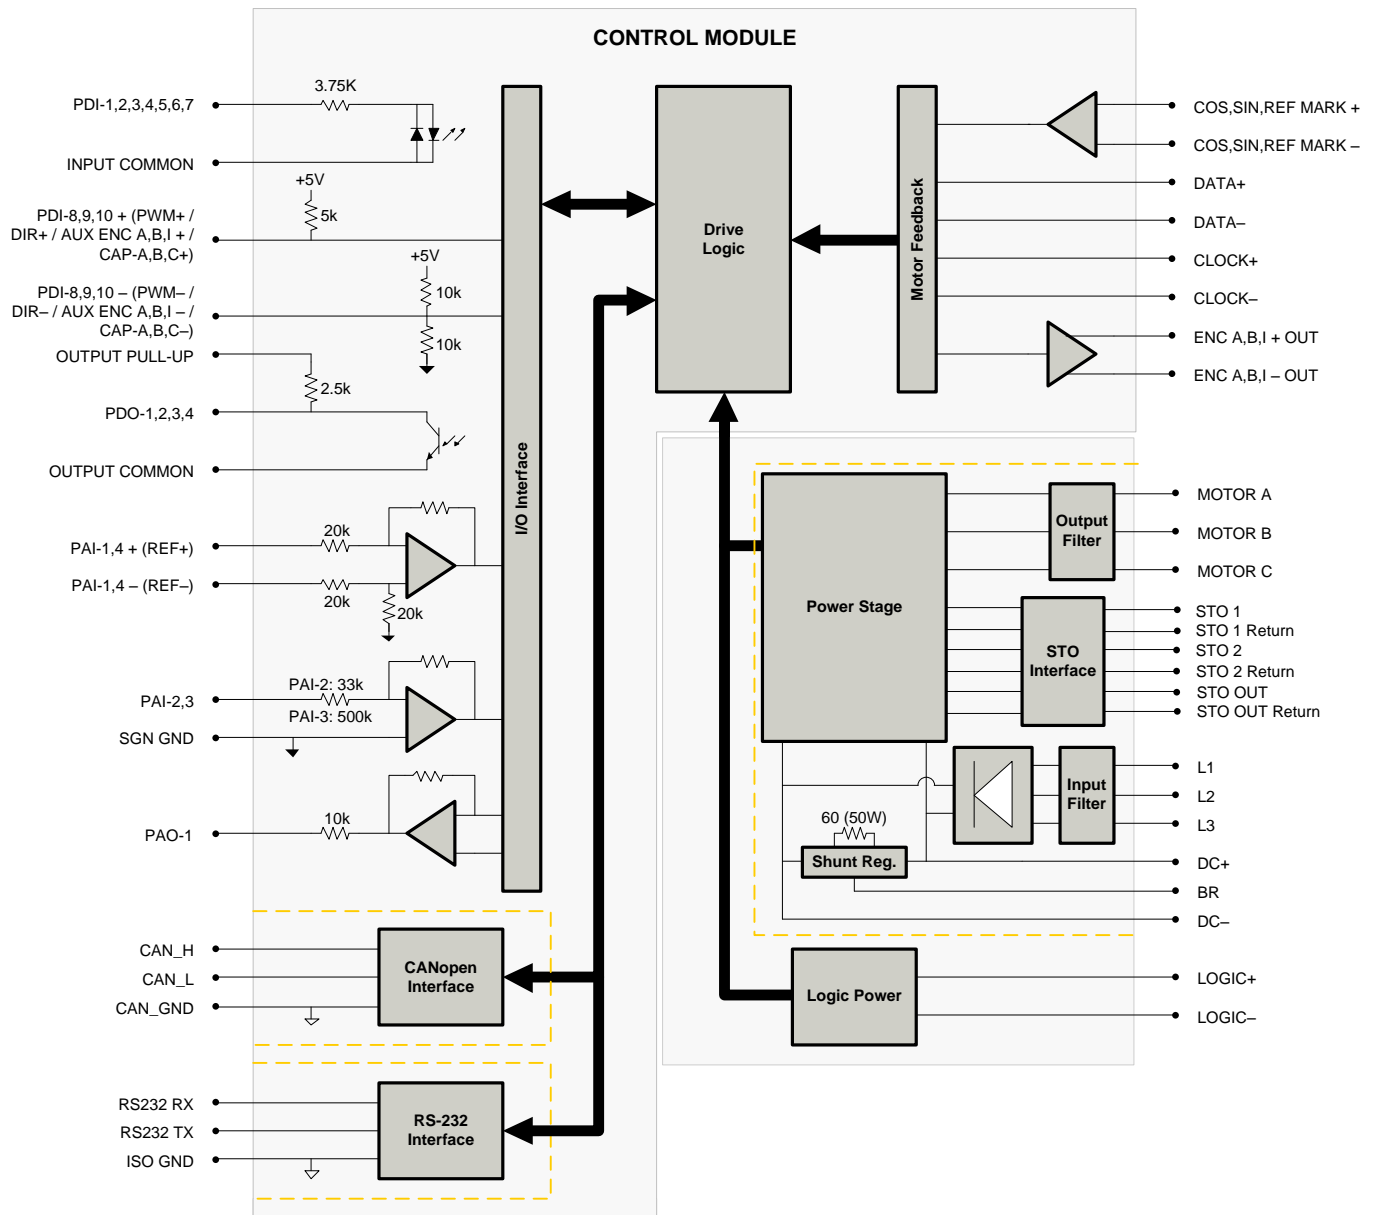 CONTROL MODULE
PDI-1,2,3,4,5,6,7
3.75K
INPUT COMMON
+5V
5k
PDI-8,9,10 + (PWM+ /
DIR+ / AUX ENC A,B,I + /
CAP-A,B,C+)
+5V
10k
PDI-8,9,10 – (PWM– /
DIR– / AUX ENC A,B,I – /
CAP-A,B,C–)
10k
OUTPUT PULL-UP
2.5k
PDO-1,2,3,4
OUTPUT COMMON
PAI-1,4 + (REF+)
20k
PAI-1,4 – (REF–)
20k
20k
PAI-2,3
PAI-2: 33k
PAI-3: 500k
SGN GND
PAO-1
10k
I/O Interface
CAN_H
CAN_L
CAN_GND
CANopen
Interface
RS232 RX
RS232 TX
ISO GND
RS-232
Interface
Drive
Logic
Motor Feedback
COS,SIN,REF MARK +
COS,SIN,REF MARK –
DATA+
DATA–
CLOCK+
CLOCK–
ENC A,B,I + OUT
ENC A,B,I – OUT
Power Stage
Output
Filter
MOTOR A
MOTOR B
MOTOR C
STO
Interface
STO 1
STO 1 Return
STO 2
STO 2 Return
STO OUT
STO OUT Return
Input
Filter
L1
L2
L3
60 (50W)
Shunt Reg.
DC+
BR
DC–
Logic Power
LOGIC+
LOGIC–